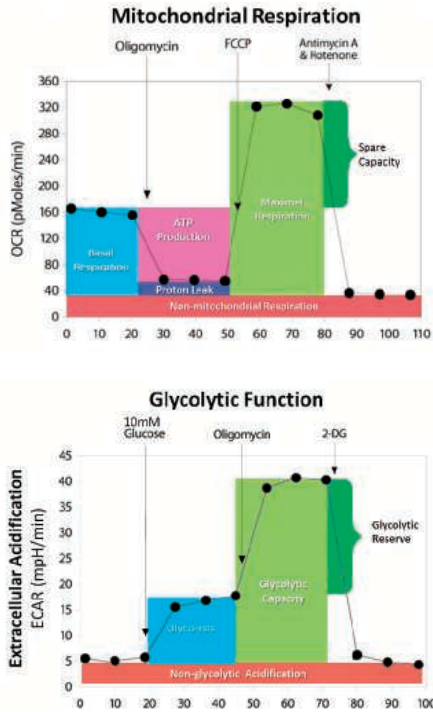 Mitochondrial Respiration
Oligomycin
FCCP
Antimycin A
& Rotenone
OCR (pMoles/min)
360
320
280
240
200
160
120
80
40
0
Basal Respiration
ATP
Production
Proton Leak
Maximal
Respiration
Spare
Capacity
Non-mitochondrial Respiration
0 10 20 30 40 50 60 70 80 90 100 110
Glycolytic Function
10mM
Glucose
Oligomycin
2-DG
Extracellular Acidification
ECAR (mpH/min)
45
40
35
30
25
20
15
10
5
0
Glycolysis
Glycolytic
Capacity
Glycolytic
Reserve
Non-glycolytic Acidification
0 10 20 30 40 50 60 70 80 90 100